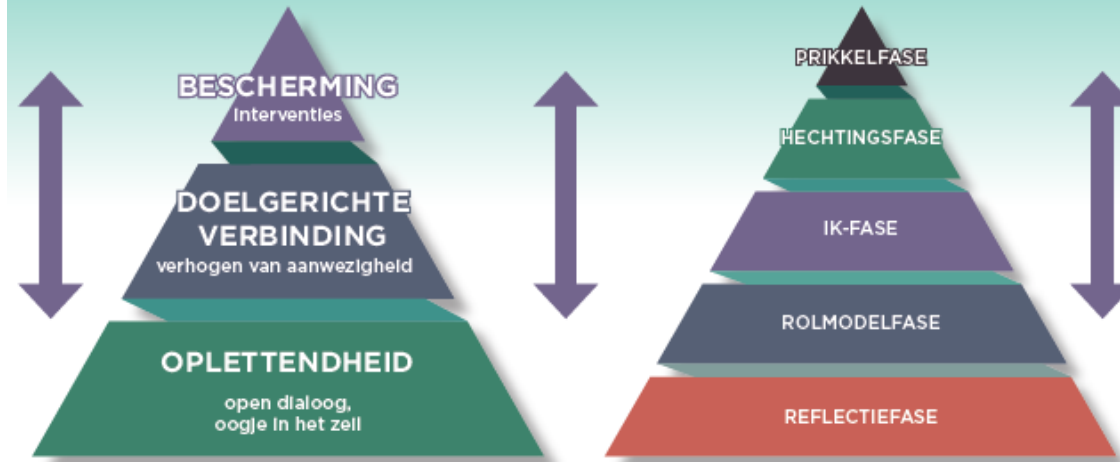 BESCHERMING
interventies
DOELGERICHTE
VERBINDING
verhogen van aanwezigheid
OPLETTENDHEID
open dialoog,
oogje in het zeil
PRIKKELFASE
HECHTINGSFASE
IK-FASE
ROLMODELFASE
REFLECTIEFASE